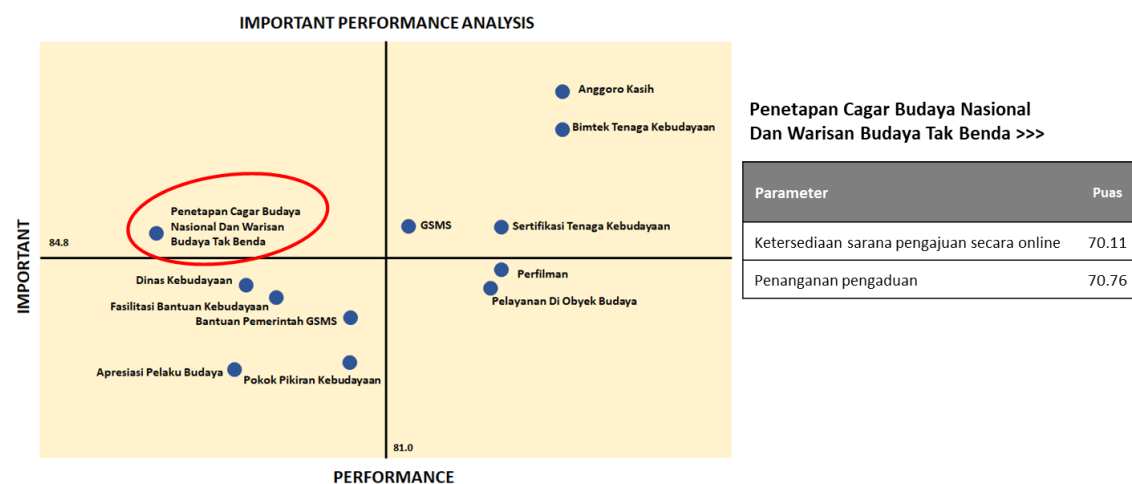 IMPORTANT PERFORMANCE ANALYSIS
Anggoro Kasih
Bimtek Tenaga Kebudayaan
Penetapan Cagar Budaya
Nasional Dan Warisan
Budaya Tak Benda
GSMS
Sertifikasi Tenaga Kebudayaan
84.8
IMPORTANT
Perfilman
Dinas Kebudayaan
Pelayanan Di Obyek Budaya
Fasilitasi Bantuan Kebudayaan
Bantuan Pemerintah GSMS
Apresiasi Pelaku Budaya
Pokok Pikiran Kebudayaan
81.0
PERFORMANCE
Penetapan Cagar Budaya Nasional
Dan Warisan Budaya Tak Benda >>>
Parameter Puas
Ketersediaan sarana pengajuan secara online 70.11
Penanganan pengaduan 70.76